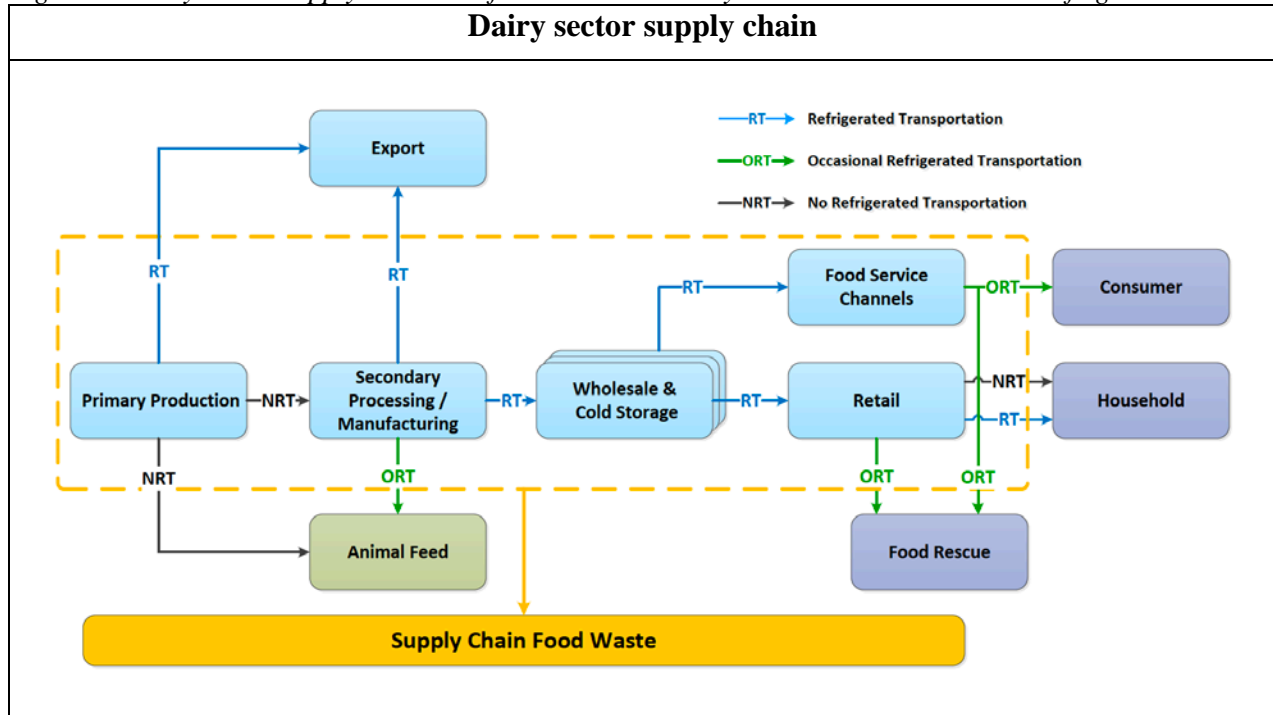 Dairy sector supply chain
Export
RT Refrigerated Transportation
ORT Occasional Refrigerated Transportation
NRT No Refrigerated Transportation
RT
RT
RT
Food Service
Channels
ORT
Consumer
Primary Production
NRT
Secondary
Processing /
Manufacturing
RT
Wholesale &
Cold Storage
RT
Retail
NRT
RT
Household
NRT
ORT
ORT
ORT
Animal Feed
Food Rescue
Supply Chain Food Waste